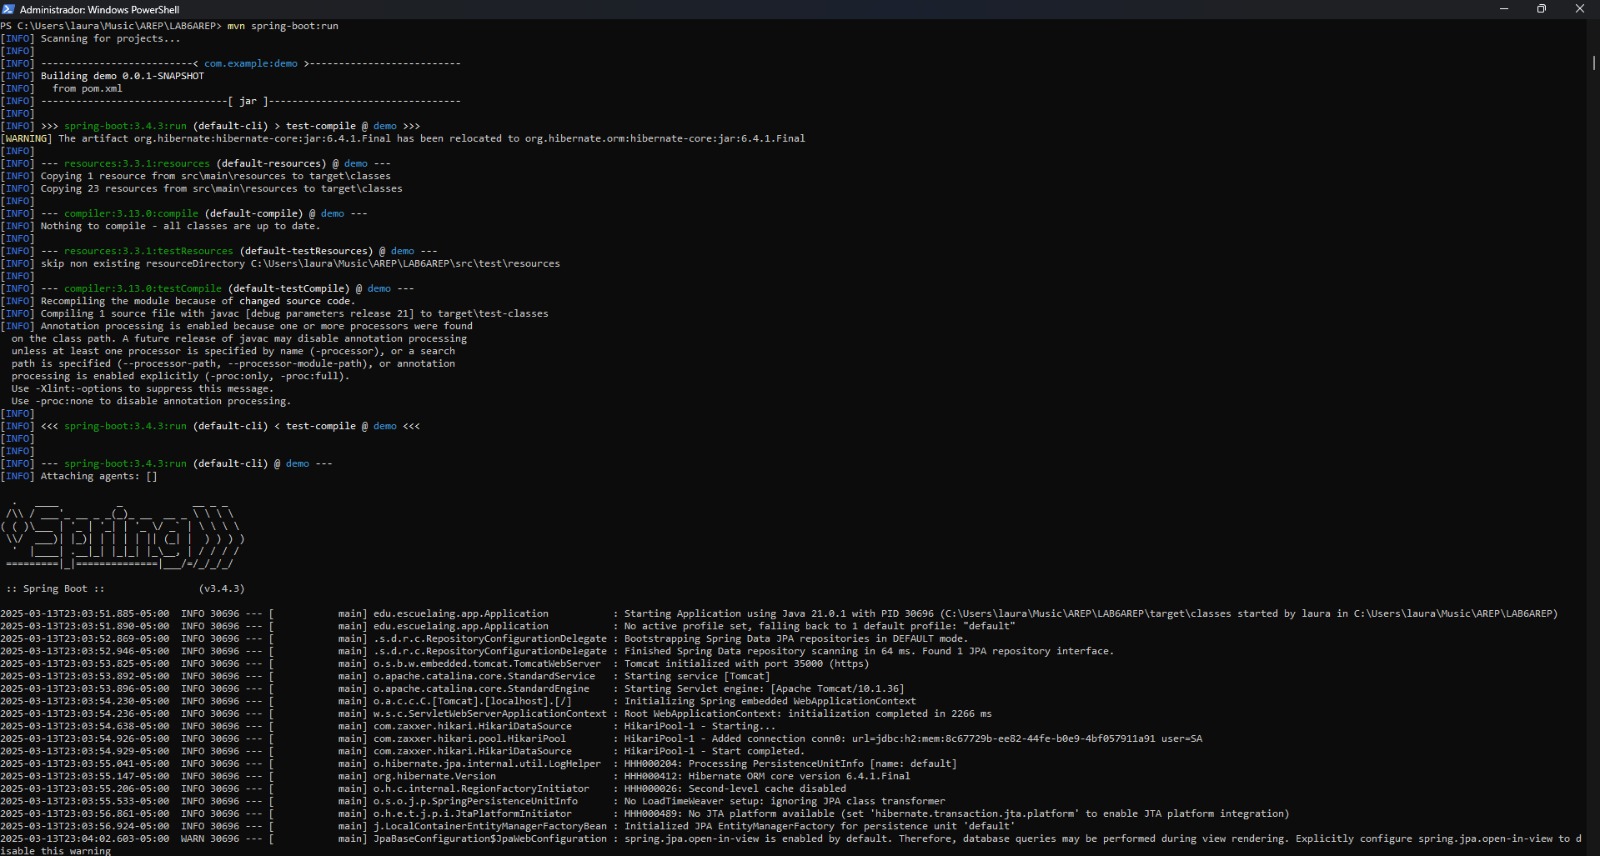 Administrador: Windows PowerShell
PS C:\Users\laura\Music\AREP\LAB6AREP> mvn spring-boot:run
[INFO] Scanning for projects...
[INFO]
[INFO] --------------------------< com.example:demo >--------------------------
[INFO] Building demo 0.0.1-SNAPSHOT
[INFO]   from pom.xml
[INFO] --------------------------------[ jar ]---------------------------------
[INFO]
[INFO] >>> spring-boot:3.4.3:run (default-cli) > test-compile @ demo >>>
[WARNING] The artifact org.hibernate:hibernate-core:jar:6.4.1.Final has been relocated to org.hibernate.orm:hibernate-core:jar:6.4.1.Final
[INFO]
[INFO] --- resources:3.3.1:resources (default-resources) @ demo ---
[INFO] Copying 1 resource from src\main\resources to target\classes
[INFO] Copying 23 resources from src\main\resources to target\classes
[INFO]
[INFO] --- compiler:3.13.0:compile (default-compile) @ demo ---
[INFO] Nothing to compile - all classes are up to date.
[INFO]
[INFO] --- resources:3.3.1:testResources (default-testResources) @ demo ---
[INFO] skip non existing resourceDirectory C:\Users\laura\Music\AREP\LAB6AREP\src\test\resources
[INFO]
[INFO] --- compiler:3.13.0:testCompile (default-testCompile) @ demo ---
[INFO] Recompiling the module because of changed source code.
[INFO] Compiling 1 source file with javac [debug parameters release 21] to target\test-classes
[INFO] Annotation processing is enabled because one or more processors were found
  on the class path. A future release of javac may disable annotation processing
  unless at least one processor is specified by name (-processor), or a search
  path is specified (--processor-path, --processor-module-path), or annotation
  processing is enabled explicitly (-proc:only, -proc:full).
  Use -Xlint:-options to suppress this message.
  Use -proc:none to disable annotation processing.
[INFO]
[INFO] <<< spring-boot:3.4.3:run (default-cli) < test-compile @ demo <<<
[INFO]
[INFO]
[INFO] --- spring-boot:3.4.3:run (default-cli) @ demo ---
[INFO] Attaching agents: []
Spring
:: Spring Boot ::                (v3.4.3)
2025-03-13T23:03:51.885-05:00  INFO 30696 --- [           main] edu.escuelaing.app.Application           : Starting Application using Java 21.0.1 with PID 30696 (C:\Users\laura\Music\AREP\LAB6AREP\target\classes started by laura in C:\Users\laura\Music\AREP\LAB6AREP)
2025-03-13T23:03:51.890-05:00  INFO 30696 --- [           main] edu.escuelaing.app.Application           : No active profile set, falling back to 1 default profile: "default"
2025-03-13T23:03:52.869-05:00  INFO 30696 --- [           main] .s.d.r.c.RepositoryConfigurationDelegate : Bootstrapping Spring Data JPA repositories in DEFAULT mode.
2025-03-13T23:03:52.946-05:00  INFO 30696 --- [           main] .s.d.r.c.RepositoryConfigurationDelegate : Finished Spring Data repository scanning in 64 ms. Found 1 JPA repository interface.
2025-03-13T23:03:53.825-05:00  INFO 30696 --- [           main] o.s.b.w.embedded.tomcat.TomcatWebServer  : Tomcat initialized with port 35000 (https)
2025-03-13T23:03:53.892-05:00  INFO 30696 --- [           main] o.apache.catalina.core.StandardService   : Starting service [Tomcat]
2025-03-13T23:03:53.896-05:00  INFO 30696 --- [           main] o.apache.catalina.core.StandardEngine    : Starting Servlet engine: [Apache Tomcat/10.1.36]
2025-03-13T23:03:54.230-05:00  INFO 30696 --- [           main] o.a.c.c.C.[Tomcat].[localhost].[/]       : Initializing Spring embedded WebApplicationContext
2025-03-13T23:03:54.236-05:00  INFO 30696 --- [           main] w.s.c.ServletWebServerApplicationContext : Root WebApplicationContext: initialization completed in 2266 ms
2025-03-13T23:03:54.638-05:00  INFO 30696 --- [           main] com.zaxxer.hikari.HikariDataSource       : HikariPool-1 - Starting...
2025-03-13T23:03:54.926-05:00  INFO 30696 --- [           main] com.zaxxer.hikari.pool.HikariPool        : HikariPool-1 - Added connection conn0: url=jdbc:h2:mem:8c67729b-ee82-44fe-b0e9-4bf057911a91 user=SA
2025-03-13T23:03:54.929-05:00  INFO 30696 --- [           main] com.zaxxer.hikari.HikariDataSource       : HikariPool-1 - Start completed.
2025-03-13T23:03:55.041-05:00  INFO 30696 --- [           main] o.hibernate.jpa.internal.util.LogHelper  : HHH000204: Processing PersistenceUnitInfo [name: default]
2025-03-13T23:03:55.147-05:00  INFO 30696 --- [           main] org.hibernate.Version                    : HHH000412: Hibernate ORM core version 6.4.1.Final
2025-03-13T23:03:55.206-05:00  INFO 30696 --- [           main] o.h.c.internal.RegionFactoryInitiator    : HHH000026: Second-level cache disabled
2025-03-13T23:03:55.533-05:00  INFO 30696 --- [           main] o.s.o.j.p.SpringPersistenceUnitInfo      : No LoadTimeWeaver setup: ignoring JPA class transformer
2025-03-13T23:03:56.861-05:00  INFO 30696 --- [           main] o.h.e.t.j.p.i.JtaPlatformInitiator       : HHH000489: No JTA platform available (set 'hibernate.transaction.jta.platform' to enable JTA platform integration)
2025-03-13T23:03:56.924-05:00  INFO 30696 --- [           main] j.LocalContainerEntityManagerFactoryBean : Initialized JPA EntityManagerFactory for persistence unit 'default'
2025-03-13T23:04:02.603-05:00  WARN 30696 --- [           main] JpaBaseConfiguration$JpaWebConfiguration : spring.jpa.open-in-view is enabled by default. Therefore, database queries may be performed during view rendering. Explicitly configure spring.jpa.open-in-view to d
isable this warning